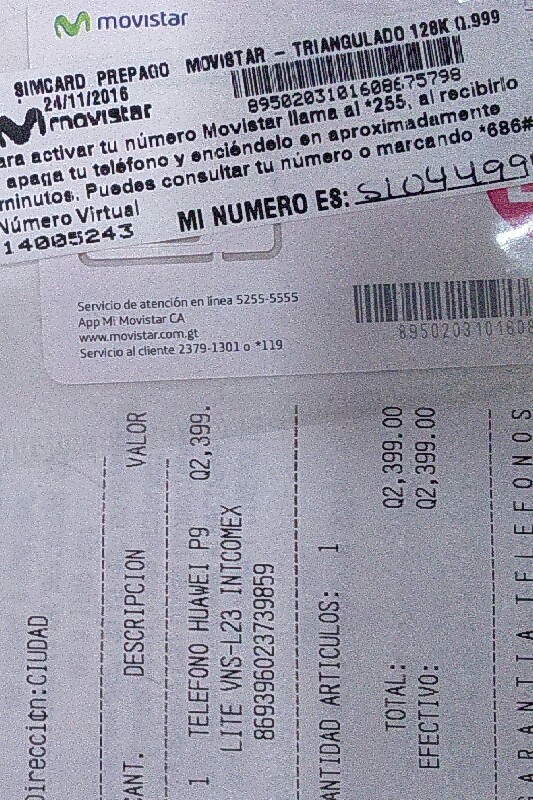 movistar
SIMCARD PREPAGO MOVISTAR - TRIANGULADO 128K 0.999
24/11/2016
movistar
8950203101608675798
ara activar tu número Movistar llama al *255, al recibirlo
apaga tu teléfono y enciéndelo en aproximadamente
minutos. Puedes consultar tu número o marcando *686#
Número Virtual
14005243
MI NUMERO ES: 5104499
Servicio de atención en línea 5255-5555
App Mi Movistar CA
www.movistar.com.gt
Servicio al cliente 2379-1301 o *119
8950203101608
Dirección:CIUDAD
CANT. DESCRIPCION VALOR
1 TELEFONO HUAWEI P9 Q2,399.
LITE VNS-L23 INTCOMEX
869396023739859
ANTIDAD ARTICULOS: 1
TOTAL: Q2,399.00
EFECTIVO: Q2,399.00
GARANTIA TELEFONOS